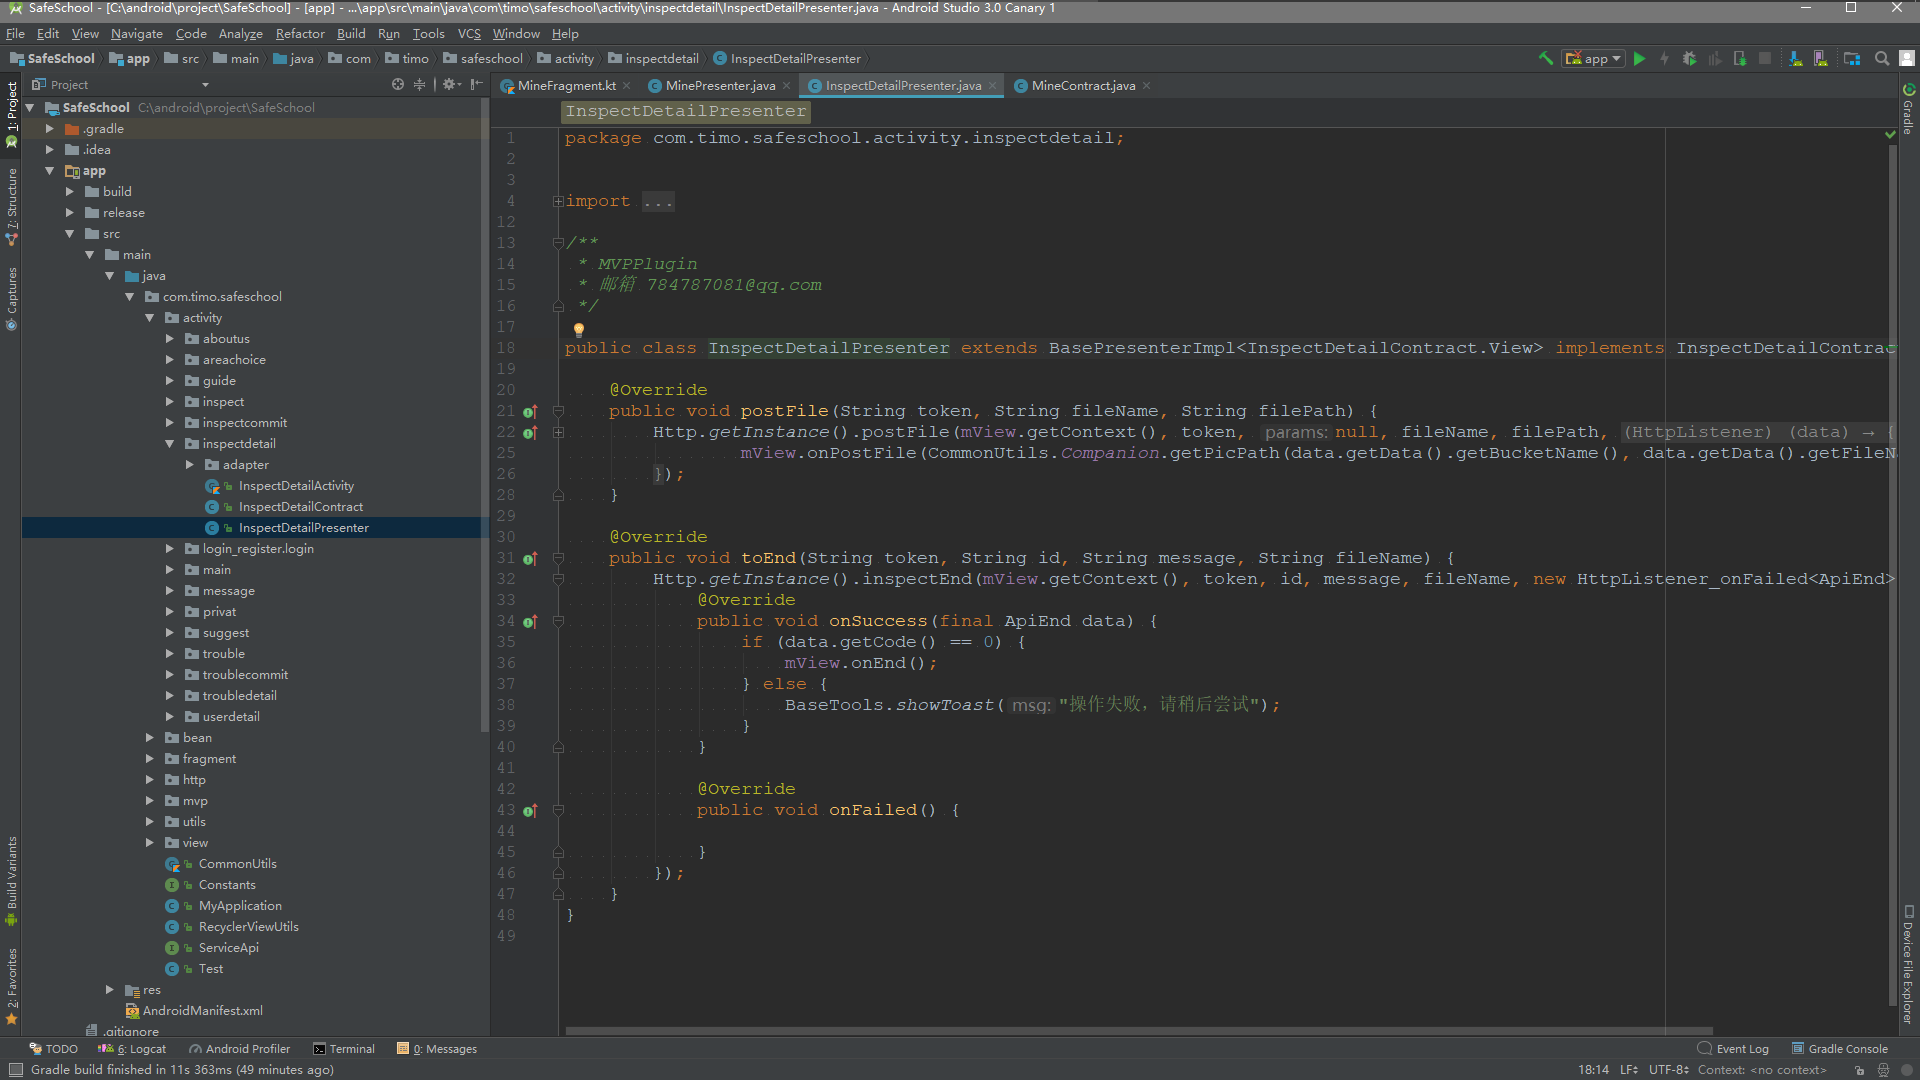 SafeSchool - [C:\android\project\SafeSchool] - [app] - ...\app\src\main\java\com\timo\safeschool\activity\inspectdetail\InspectDetailPresenter.java - Android Studio 3.0 Canary 1
File Edit View Navigate Code Analyze Refactor Build Run Tools VCS Window Help
SafeSchool app src main java com timo safeschool activity inspectdetail InspectDetailPresenter
app
Project
MineFragment.kt MinePresenter.java InspectDetailPresenter.java MineContract.java
1: Project
7: Structure
Captures
Build Variants
2: Favorites
SafeSchool C:\android\project\SafeSchool
.gradle
.idea
app
build
release
src
main
java
com.timo.safeschool
activity
aboutus
areachoice
guide
inspect
inspectcommit
inspectdetail
adapter
InspectDetailActivity
InspectDetailContract
InspectDetailPresenter
login_register.login
main
message
privat
suggest
trouble
troublecommit
troubledetail
userdetail
bean
fragment
http
mvp
utils
view
CommonUtils
Constants
MyApplication
RecyclerViewUtils
ServiceApi
Test
res
AndroidManifest.xml
.gitignore
InspectDetailPresenter
1 package com.timo.safeschool.activity.inspectdetail;
2
3
4 import ...
12
13 /**
14 * MVPPlugin
15 * 邮箱 784787081@qq.com
16 */
17
18 public class InspectDetailPresenter extends BasePresenterImpl<InspectDetailContract.View> implements InspectDetailContrac
19
20 @Override
21 public void postFile(String token, String fileName, String filePath) {
22 Http.getInstance().postFile(mView.getContext(), token, params: null, fileName, filePath, (HttpListener) (data) → {
25 mView.onPostFile(CommonUtils.Companion.getPicPath(data.getData().getBucketName(), data.getData().getFileN
26 });
28 }
29
30 @Override
31 public void toEnd(String token, String id, String message, String fileName) {
32 Http.getInstance().inspectEnd(mView.getContext(), token, id, message, fileName, new HttpListener_onFailed<ApiEnd>
33 @Override
34 public void onSuccess(final ApiEnd data) {
35 if (data.getCode() == 0) {
36 mView.onEnd();
37 } else {
38 BaseTools.showToast( msg: "操作失败，请稍后尝试");
39 }
40 }
41
42 @Override
43 public void onFailed() {
44
45 }
46 });
47 }
48 }
49
Gradle
Device File Explorer
TODO 6: Logcat Android Profiler Terminal 0: Messages Event Log Gradle Console
Gradle build finished in 11s 363ms (49 minutes ago) 18:14 LF÷ UTF-8÷ Context: <no context>